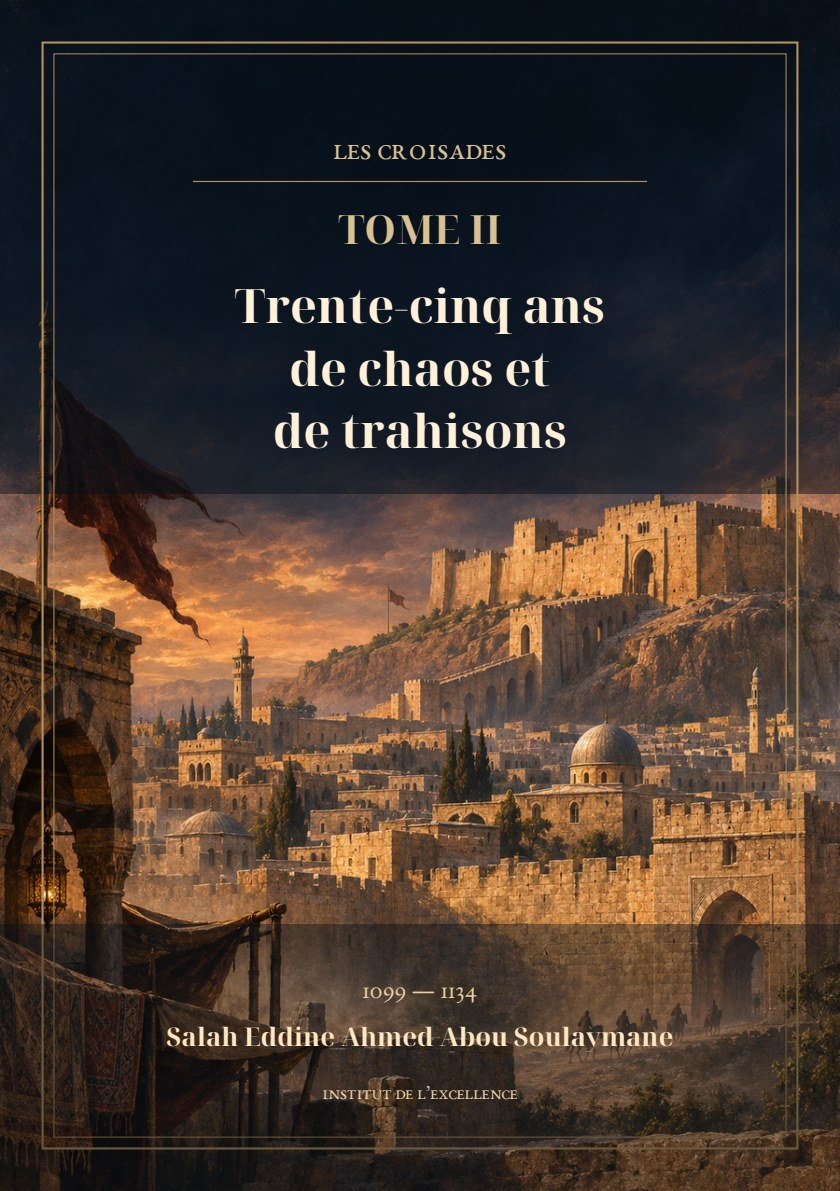 LES CROISADES
TOME II
Trente-cinq ans
de chaos et
de trahisons
1099 — 1134
Salah Eddine Ahmed Abou Soulaymane
INSTITUT DE L’EXCELLENCE